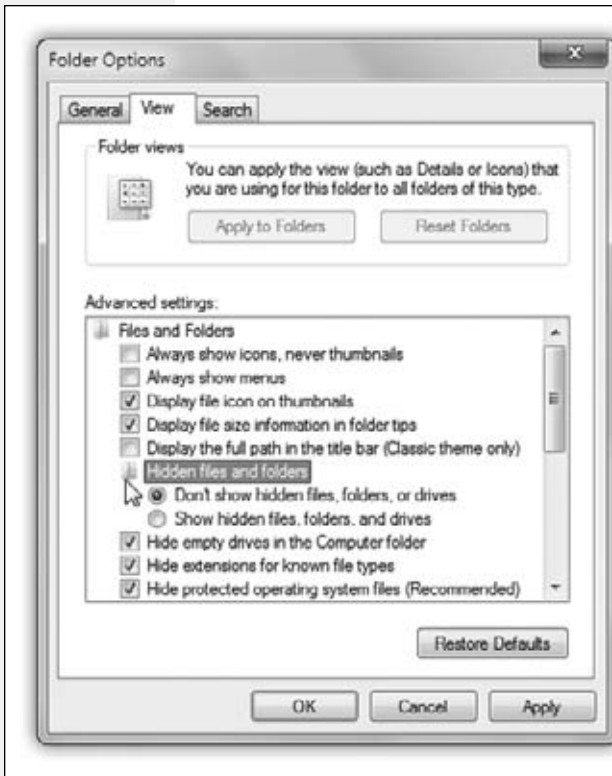 Folder Options
General View Search
Folder views
You can apply the view (such as Details or Icons) that
you are using for this folder to all folders of this type.
Apply to Folders Reset Folders
Advanced settings:
Files and Folders
Always show icons, never thumbnails
Always show menus
Display file icon on thumbnails
Display file size information in folder tips
Display the full path in the title bar (Classic theme only)
Hidden files and folders
Don't show hidden files, folders, or drives
Show hidden files, folders, and drives
Hide empty drives in the Computer folder
Hide extensions for known file types
Hide protected operating system files (Recommended)
Restore Defaults
OK Cancel Apply